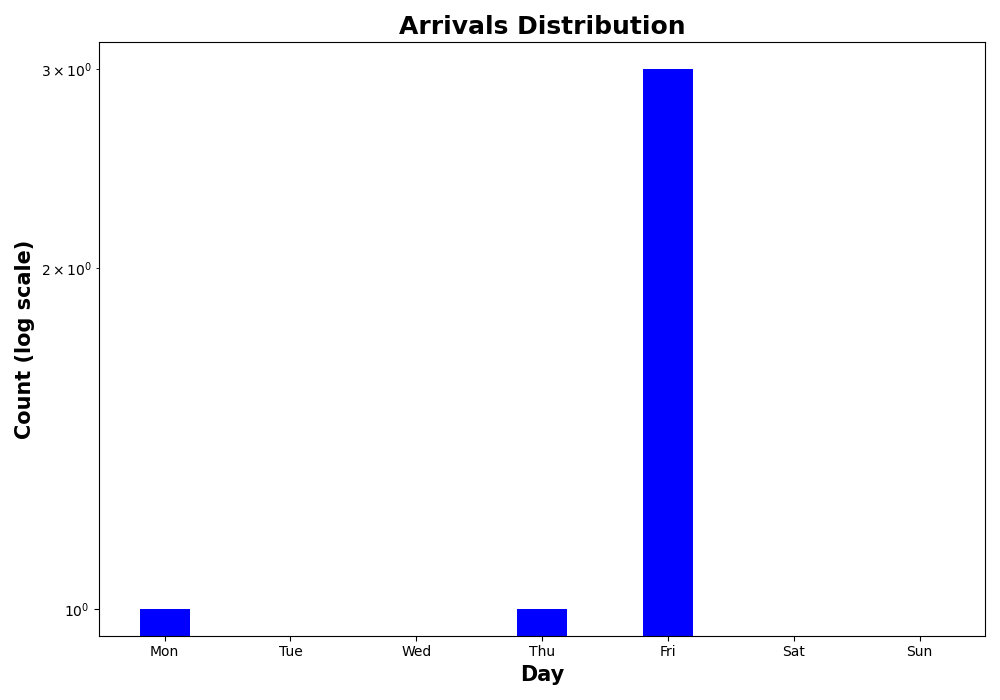 Arrivals Distribution
3 × 10⁰
2 × 10⁰
10⁰
Count (log scale)
Mon Tue Wed Thu Fri Sat Sun
Day